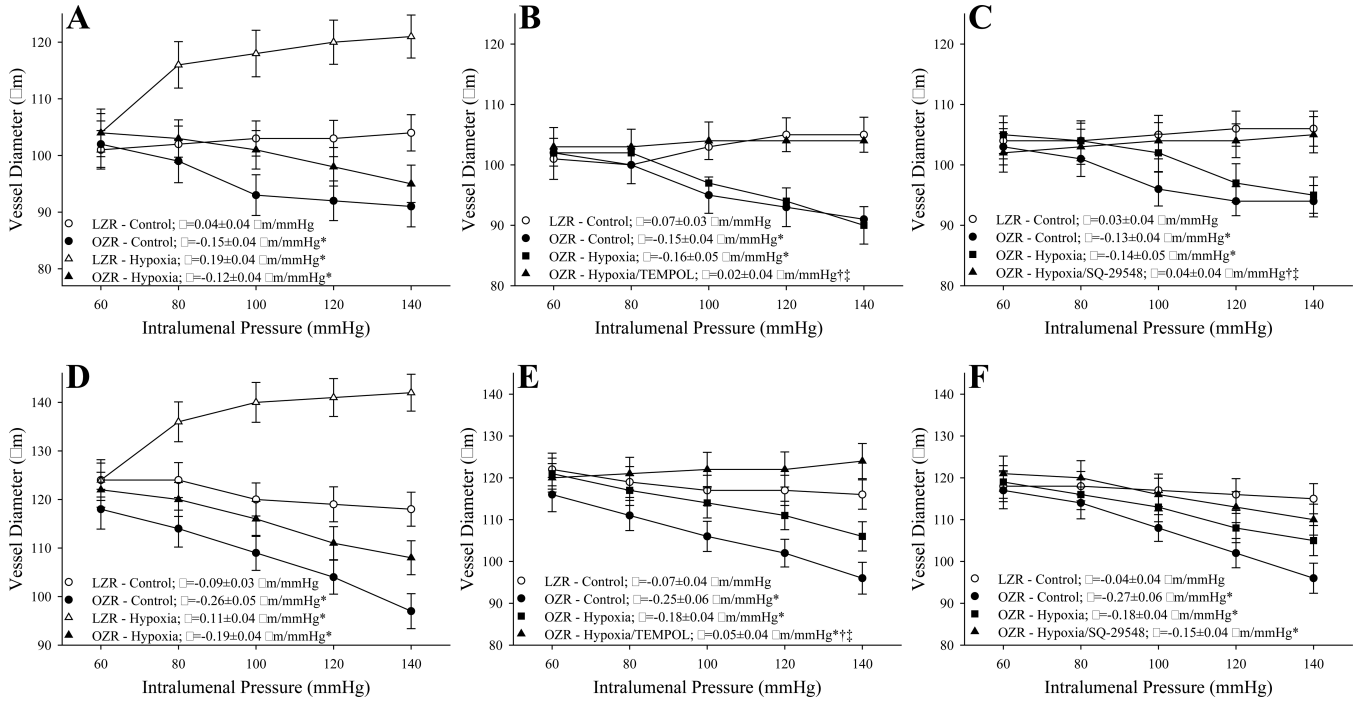 A
Vessel Diameter (□m)
120
110
100
90
80
LZR - Control; □=0.04±0.04 □m/mmHg
OZR - Control; □=-0.15±0.04 □m/mmHg*
LZR - Hypoxia; □=0.19±0.04 □m/mmHg*
OZR - Hypoxia; □=-0.12±0.04 □m/mmHg*
60 80 100 120 140
Intralumenal Pressure (mmHg)
B
Vessel Diameter (□m)
120
110
100
90
80
LZR - Control; □=0.07±0.03 □m/mmHg
OZR - Control; □=-0.15±0.04 □m/mmHg*
OZR - Hypoxia; □=-0.16±0.05 □m/mmHg*
OZR - Hypoxia/TEMPOL; □=0.02±0.04 □m/mmHg†‡
60 80 100 120 140
Intralumenal Pressure (mmHg)
C
Vessel Diameter (□m)
120
110
100
90
80
LZR - Control; □=0.03±0.04 □m/mmHg
OZR - Control; □=-0.13±0.04 □m/mmHg*
OZR - Hypoxia; □=-0.14±0.05 □m/mmHg*
OZR - Hypoxia/SQ-29548; □=0.04±0.04 □m/mmHg†‡
60 80 100 120 140
Intralumenal Pressure (mmHg)
D
Vessel Diameter (□m)
140
130
120
110
100
90
LZR - Control; □=-0.09±0.03 □m/mmHg
OZR - Control; □=-0.26±0.05 □m/mmHg*
LZR - Hypoxia; □=0.11±0.04 □m/mmHg*
OZR - Hypoxia; □=-0.19±0.04 □m/mmHg*
60 80 100 120 140
Intralumenal Pressure (mmHg)
E
Vessel Diameter (□m)
140
130
120
110
100
90
80
LZR - Control; □=-0.07±0.04 □m/mmHg
OZR - Control; □=-0.25±0.06 □m/mmHg*
OZR - Hypoxia; □=-0.18±0.04 □m/mmHg*
OZR - Hypoxia/TEMPOL; □=0.05±0.04 □m/mmHg*†‡
60 80 100 120 140
Intralumenal Pressure (mmHg)
F
Vessel Diameter (□m)
140
130
120
110
100
90
80
LZR - Control; □=-0.04±0.04 □m/mmHg
OZR - Control; □=-0.27±0.06 □m/mmHg*
OZR - Hypoxia; □=-0.18±0.04 □m/mmHg*
OZR - Hypoxia/SQ-29548; □=-0.15±0.04 □m/mmHg*
60 80 100 120 140
Intralumenal Pressure (mmHg)